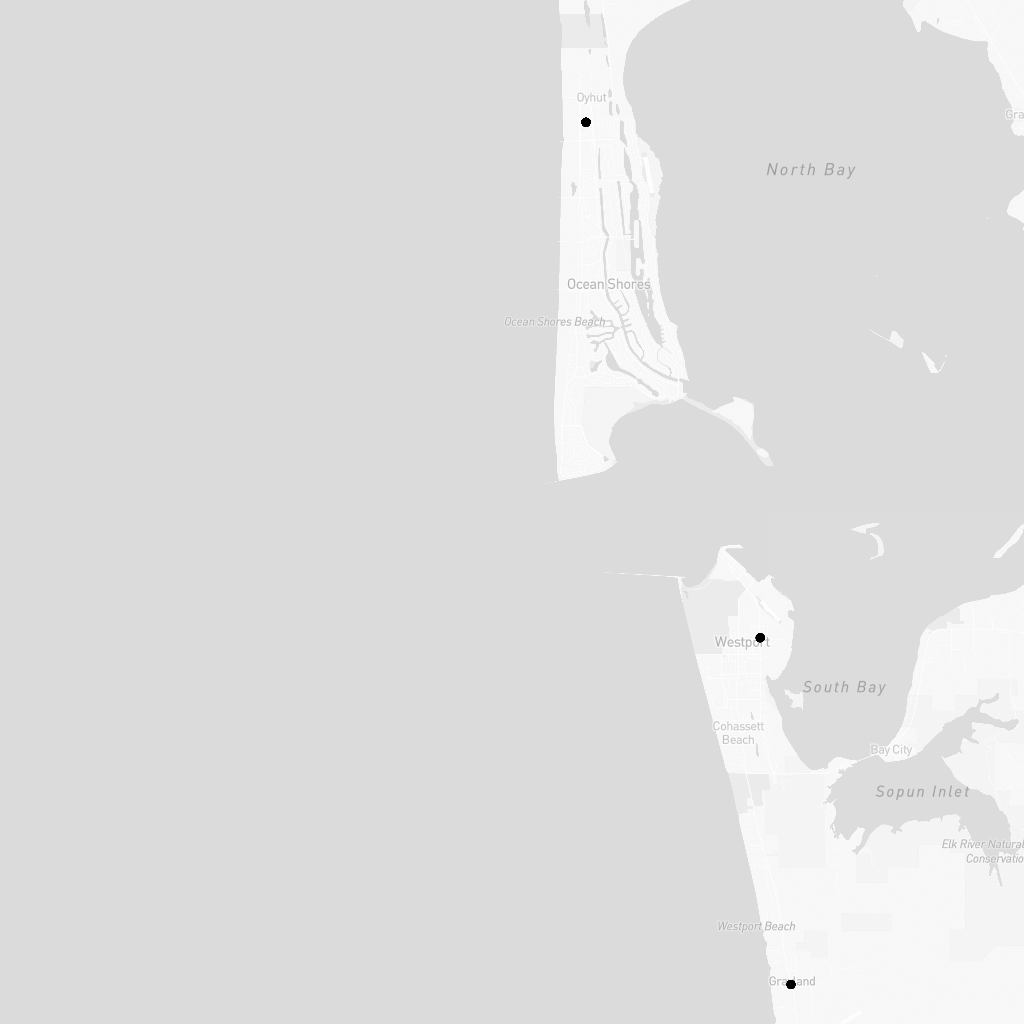 Oyhut
Gra
North Bay
Ocean Shores
Ocean Shores Beach
Westport
South Bay
Cohassett
Beach
Bay City
Sopun Inlet
Elk River Natural
Conservatio
Westport Beach
Grayland